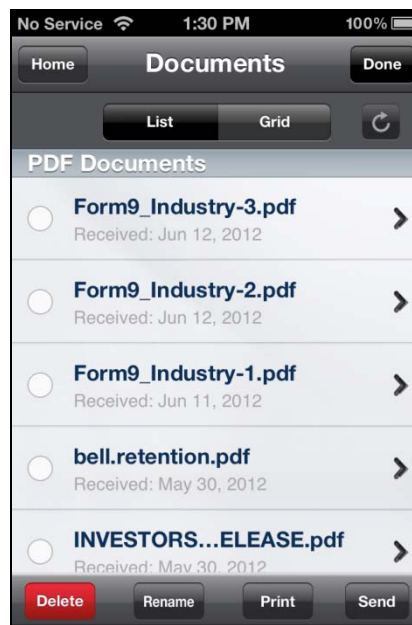 No Service 1:30 PM 100%
Home Documents Done
List Grid
PDF Documents
Form9_Industry-3.pdf
Received: Jun 12, 2012
Form9_Industry-2.pdf
Received: Jun 12, 2012
Form9_Industry-1.pdf
Received: Jun 11, 2012
bell.retention.pdf
Received: May 30, 2012
INVESTORS...ELEASE.pdf
Received: May 30, 2012
Delete Rename Print Send